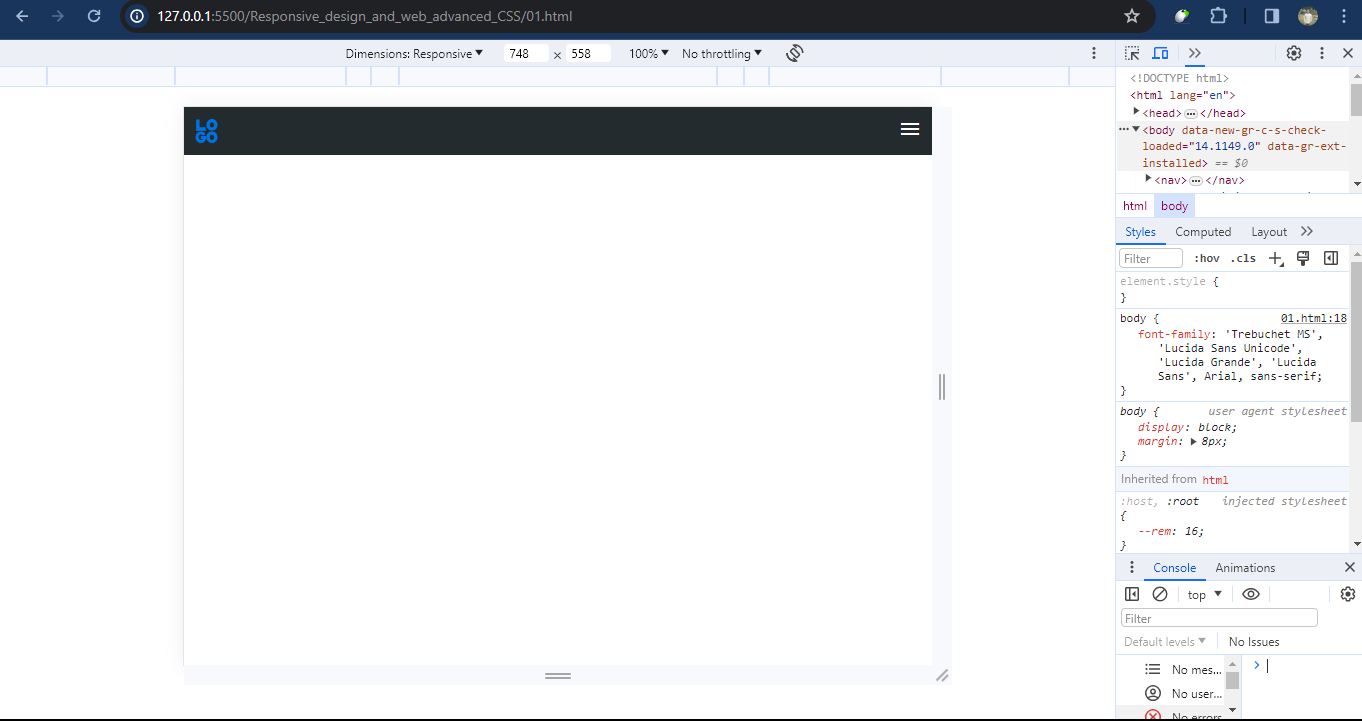 127.0.0.1:5500/Responsive_design_and_web_advanced_CSS/01.html
Dimensions: Responsive 748 x 558 100% No throttling
LO
GO
<!DOCTYPE html>
<html lang="en">
<head> ⋯ </head>
<body data-new-gr-c-s-check-
loaded="14.1149.0" data-gr-ext-
installed> == $0
<nav> ⋯ </nav>
html body
Styles Computed Layout
Filter :hov .cls
element.style {
}
body { 01.html:18
font-family: 'Trebuchet MS',
'Lucida Sans Unicode',
'Lucida Grande', 'Lucida
Sans', Arial, sans-serif;
}
body { user agent stylesheet
display: block;
margin: 8px;
}
Inherited from html
:host, :root injected stylesheet
{
--rem: 16;
}
Console Animations
top
Filter
Default levels No Issues
No mes...
No user...
No errors